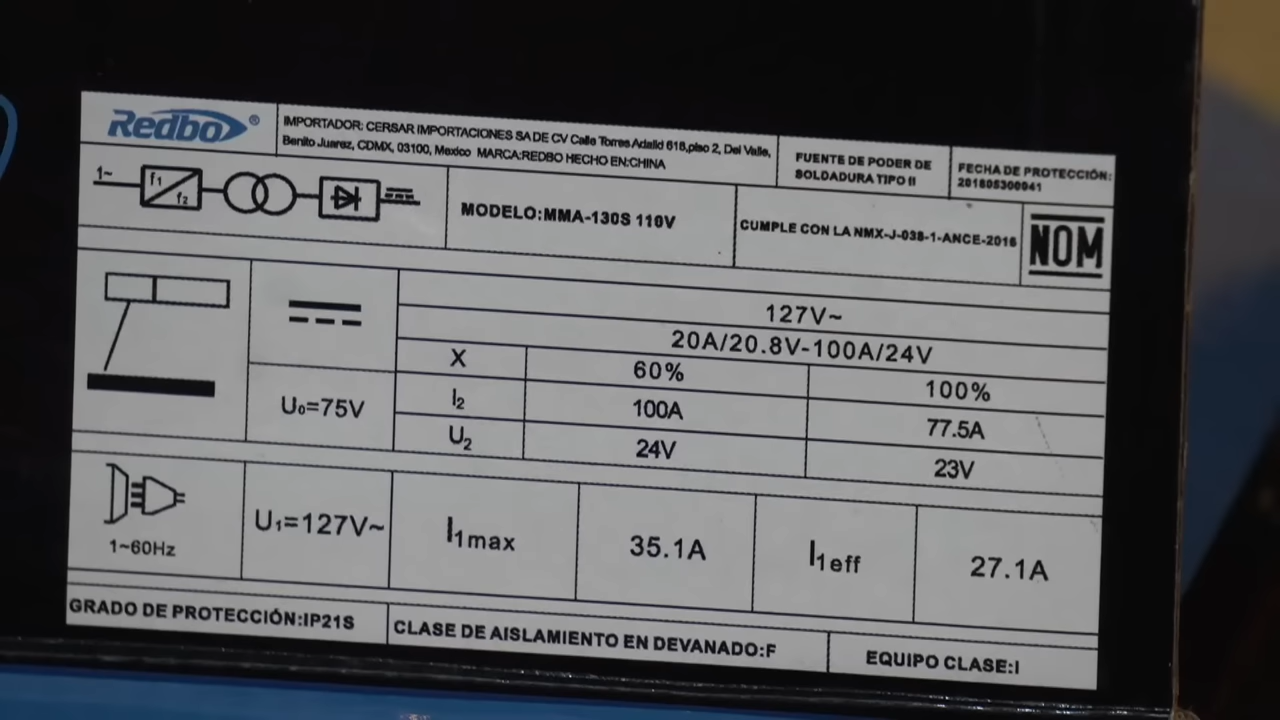 Redbo®
IMPORTADOR: CERSAR IMPORTACIONES SA DE CV Calle Torres Adalid 618,piso 2, Del Valle,
Benito Juarez, CDMX, 03100, Mexico MARCA:REDBO HECHO EN:CHINA
FUENTE DE PODER DE
SOLDADURA TIPO II
FECHA DE PROTECCIÓN:
201805300941
1~
f₁
f₂
MODELO:MMA-130S 110V
CUMPLE CON LA NMX-J-038-1-ANCE-2016
NOM
127V~
20A/20.8V-100A/24V
X
60%
100%
U₀=75V
I₂
100A
77.5A
U₂
24V
23V
1~60Hz
U₁=127V~
I₁max
35.1A
I₁eff
27.1A
GRADO DE PROTECCIÓN:IP21S
CLASE DE AISLAMIENTO EN DEVANADO:F
EQUIPO CLASE:I